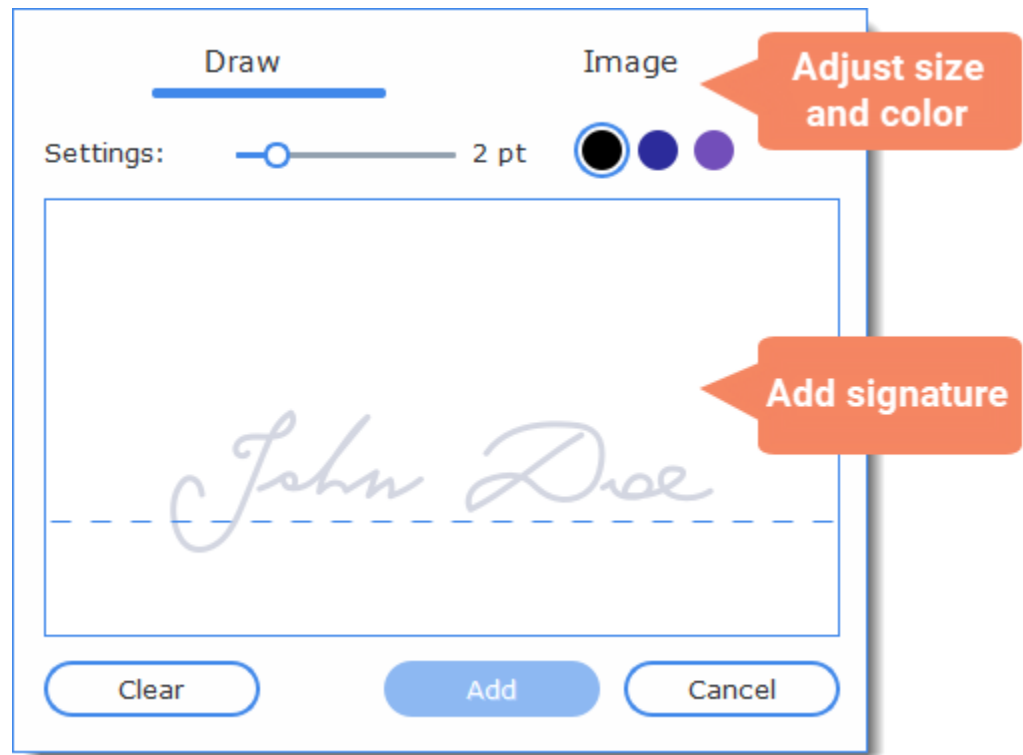 Draw
Image
Adjust size
and color
Settings:
2 pt
Add signature
John Doe
Clear
Add
Cancel